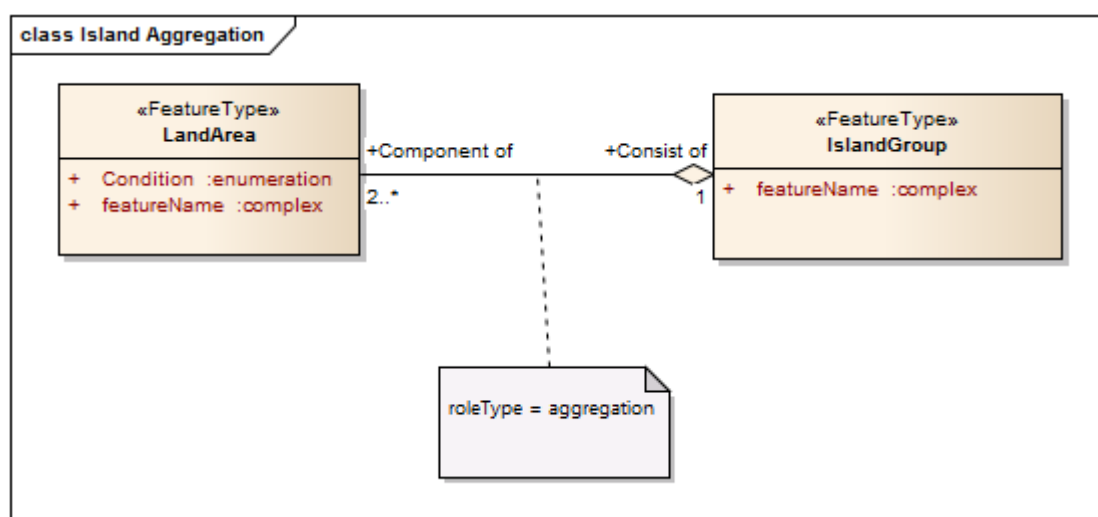 class Island Aggregation
«FeatureType»
LandArea
+ Condition :enumeration
+ featureName :complex
+Component of
2..*
+Consist of
1
«FeatureType»
IslandGroup
+ featureName :complex
roleType = aggregation